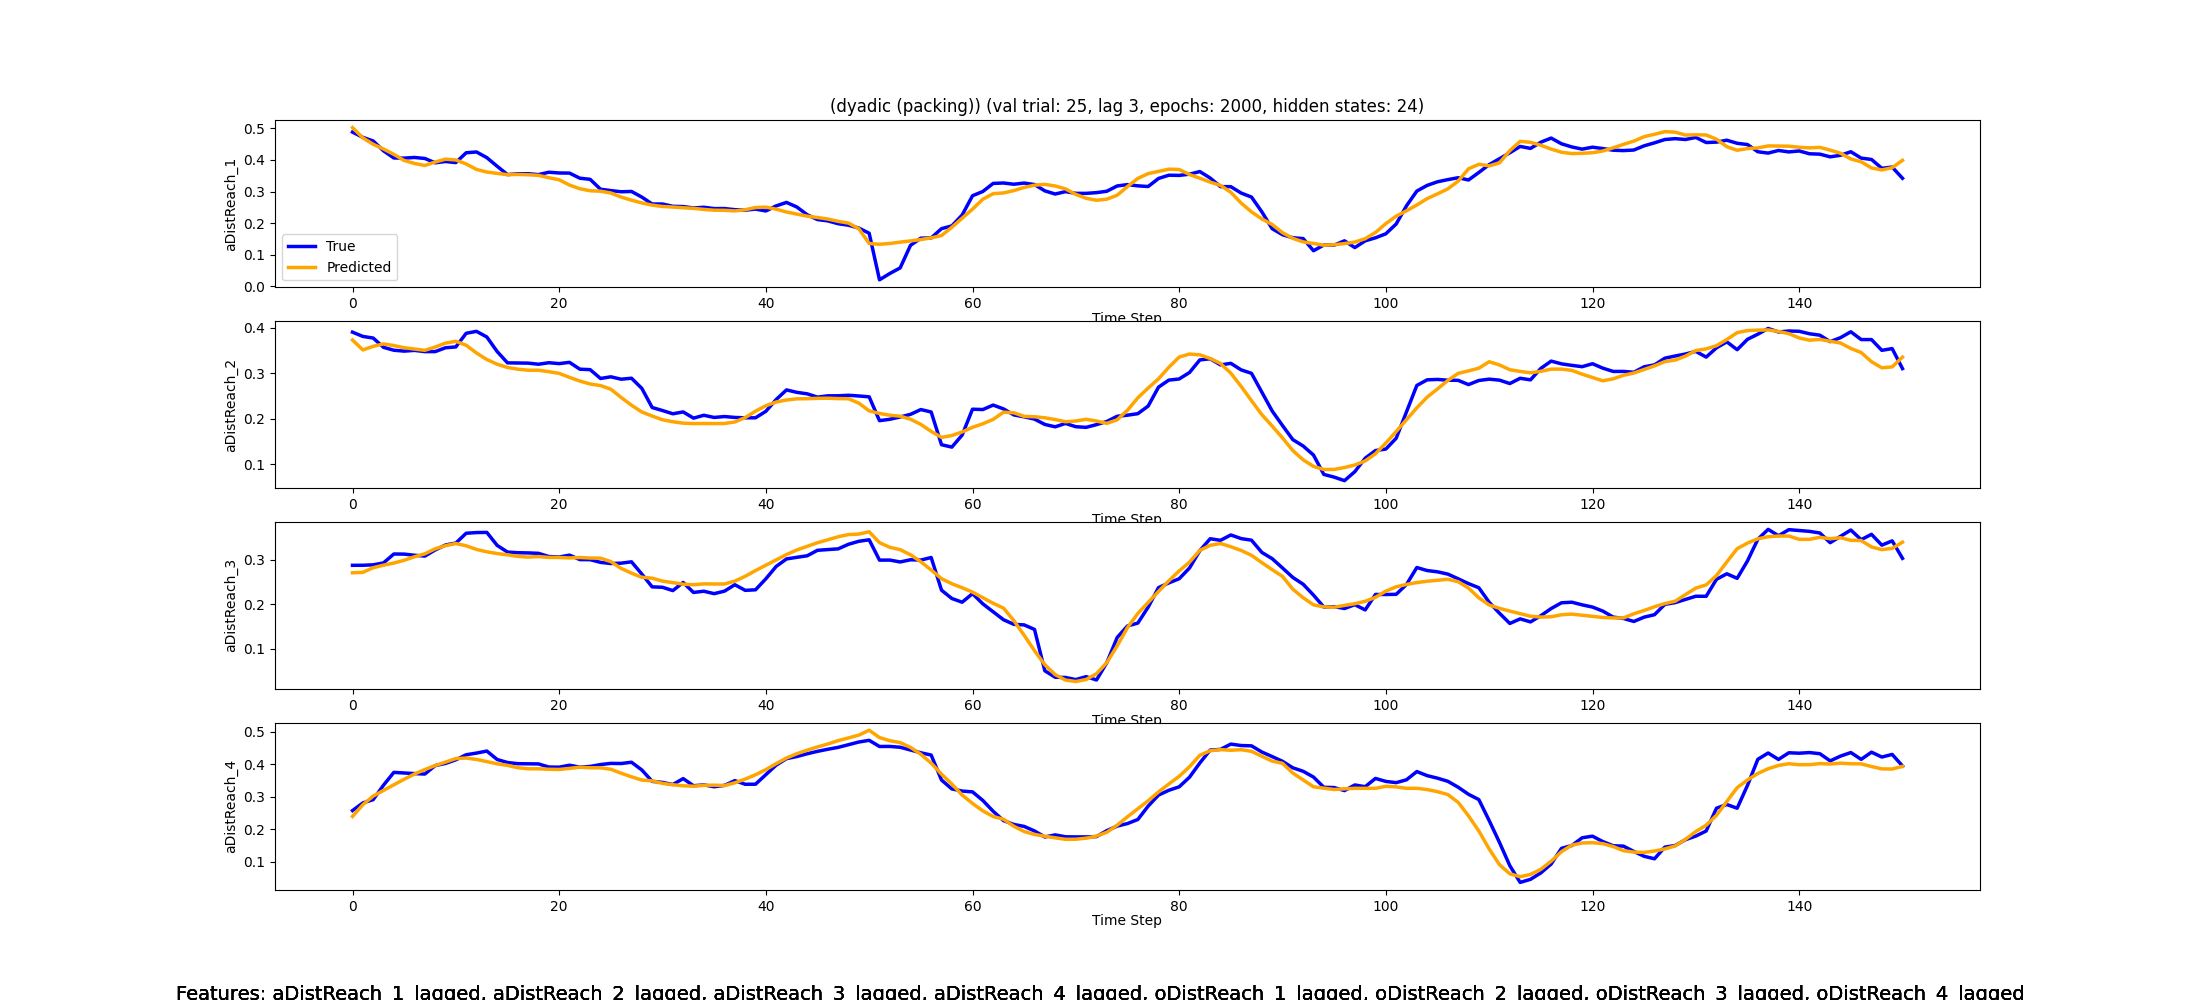 (dyadic (packing)) (val trial: 25, lag 3, epochs: 2000, hidden states: 24)
0.5
0.4
0.3
0.2
0.1
0.0
aDistReach_1
True
Predicted
0 20 40 60 80 100 120 140
Time Step
0.4
0.3
0.2
0.1
aDistReach_2
0 20 40 60 80 100 120 140
Time Step
0.3
0.2
0.1
aDistReach_3
0 20 40 60 80 100 120 140
Time Step
0.5
0.4
0.3
0.2
0.1
aDistReach_4
0 20 40 60 80 100 120 140
Time Step
Features: aDistReach_1_lagged, aDistReach_2_lagged, aDistReach_3_lagged, aDistReach_4_lagged, oDistReach_1_lagged, oDistReach_2_lagged, oDistReach_3_lagged, oDistReach_4_lagged